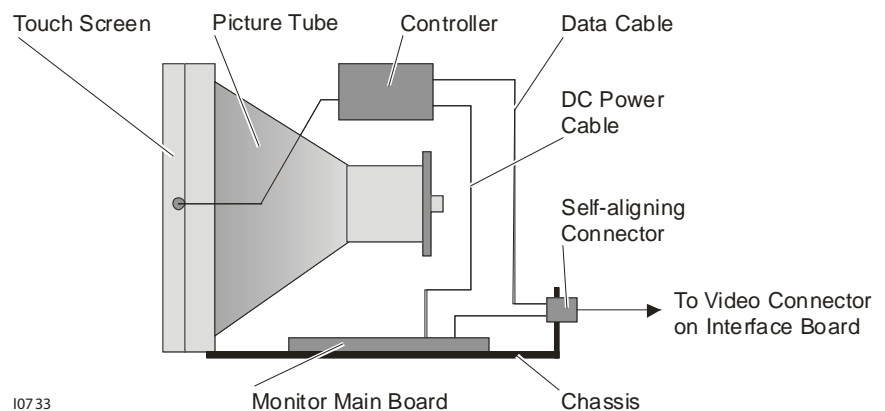 Touch Screen
Picture Tube
Controller
Data Cable
DC Power
Cable
Self-aligning
Connector
To Video Connector
on Interface Board
I0733
Monitor Main Board
Chassis